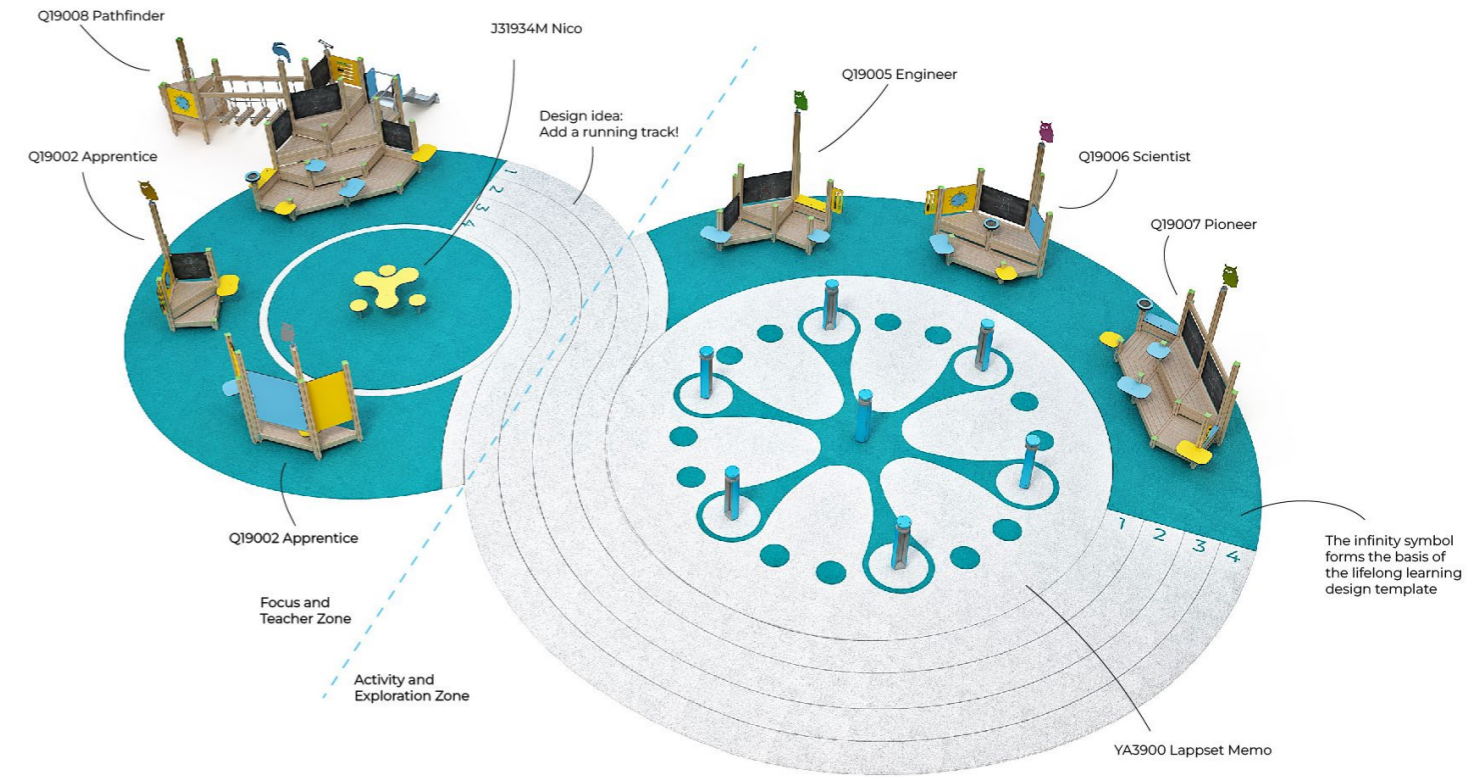 Q19008 Pathfinder
J31934M Nico
Q19005 Engineer
Design idea:
Add a running track!
Q19002 Apprentice
Q19006 Scientist
Q19007 Pioneer
1
2
3
4
Q19002 Apprentice
1
2
3
4
The infinity symbol
forms the basis of
the lifelong learning
design template
Focus and
Teacher Zone
Activity and
Exploration Zone
YA3900 Lappset Memo